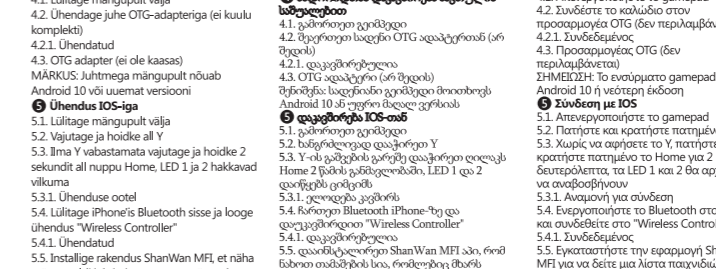 4.1. Lülitage mängupult välja
4.2. Ühendage juhe OTG-adapteriga (ei kuulu
komplekti)
4.2.1. Ühendatud
4.3. OTG adapter (ei ole kaasas)
MÄRKUS: Juhtmega mängupult nõuab
Android 10 või uuemat versiooni
❺ Ühendus IOS-iga
5.1. Lülitage mängupult välja
5.2. Vajutage ja hoidke all Y
5.3. Ilma Y vabastamata vajutage ja hoidke 2
sekundit all nuppu Home, LED 1 ja 2 hakkavad
vilkuma
5.3.1. Ühenduse ootel
5.4. Lülitage iPhone'is Bluetooth sisse ja looge
ühendus "Wireless Controller"
5.4.1. Ühendatud
5.5. Installige rakendus ShanWan MFI, et näha
საშუალებით
4.1. გამორთეთ გეიმპედი
4.2. შეაერთეთ სადენი OTG ადაპტერთან (არ
შედის)
4.2.1. დაკავშირებულია
4.3. OTG ადაპტერი (არ შედის)
შენიშვნა: სადენიანი გეიმპედი მოითხოვს
Android 10 ან უფრო მაღალ ვერსიას
❺ დაკავშირება IOS-თან
5.1. გამორთეთ გეიმპედი
5.2. ხანგრძლივად დააჭირეთ Y
5.3. Y-ის გაშვების გარეშე დააჭირეთ ღილაკს
Home 2 წამის განმავლობაში, LED 1 და 2
დაიწყებს ციმციმს
5.3.1. ელოდება კავშირს
5.4. ჩართეთ Bluetooth iPhone-ზე და
დაუკავშირდით "Wireless Controller"
5.4.1. დაკავშირებულია
5.5. დააინსტალირეთ ShanWan MFI აპი, რომ
ნახოთ თამაშების სია, რომლებიც მხარს
4.2. Συνδέστε το καλώδιο στον
προσαρμογέα OTG (δεν περιλαμβάν
4.2.1. Συνδεδεμένος
4.3. Προσαρμογέας OTG (δεν
περιλαμβάνεται)
ΣΗΜΕΙΩΣΗ: Το ενσύρματο gamepad
Android 10 ή νεότερη έκδοση
❺ Σύνδεση με IOS
5.1. Απενεργοποιήστε το gamepad
5.2. Πατήστε και κρατήστε πατημένο
5.3. Χωρίς να αφήσετε το Y, πατήστε
κρατήστε πατημένο το Home για 2
δευτερόλεπτα, τα LED 1 και 2 θα αρχ
να αναβοσβήνουν
5.3.1. Αναμονή για σύνδεση
5.4. Ενεργοποιήστε το Bluetooth στο
και συνδεθείτε στο "Wireless Control
5.4.1. Συνδεδεμένος
5.5. Εγκαταστήστε την εφαρμογή Sh
MFI για να δείτε μια λίστα παιχνιδιώ